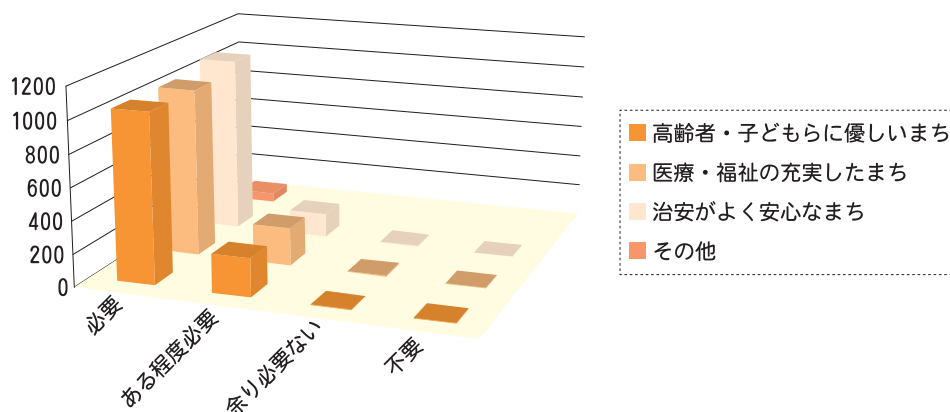 1200
1000
800
600
400
200
0
必要
ある程度必要
余り必要ない
不要
高齢者・子どもらに優しいまち
医療・福祉の充実したまち
治安がよく安心なまち
その他